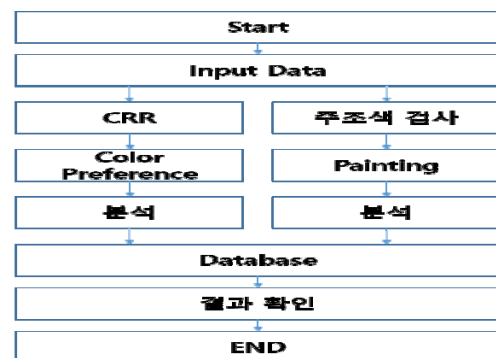 Start
Input Data
CRR
주조색 검사
Color
Preference
Painting
분석
분석
Database
결과 확인
END